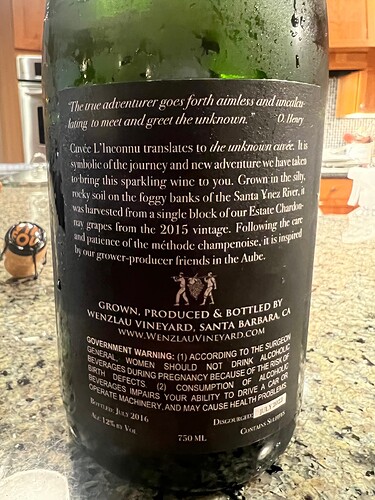 "The true adventurer goes forth aimless and uncalcu-
lating to meet and greet the unknown." O. Henry
Cuvée L'Inconnu translates to the unknown cuvée. It is
symbolic of the journey and new adventure we have taken
to bring this sparkling wine to you. Grown in the silty,
rocky soil on the foggy banks of the Santa Ynez River, it
was harvested from a single block of our Estate Chardon-
nay grapes from the 2015 vintage. Following the care
and patience of the méthode champenoise, it is inspired
by our grower-producer friends in the Aube.
GROWN, PRODUCED & BOTTLED BY
WENZLAU VINEYARD, SANTA BARBARA, CA
WWW.WENZLAUVINEYARD.COM
GOVERNMENT WARNING: (1) ACCORDING TO THE SURGEON
GENERAL, WOMEN SHOULD NOT DRINK ALCOHOLIC
BEVERAGES DURING PREGNANCY BECAUSE OF THE RISK OF
BIRTH DEFECTS. (2) CONSUMPTION OF ALCOHOLIC
BEVERAGES IMPAIRS YOUR ABILITY TO DRIVE A CAR OR
OPERATE MACHINERY, AND MAY CAUSE HEALTH PROBLEMS.
BOTTLED: JULY 2016 DISGOURGED:
ALC 12% BY VOL 750 ML CONTAINS SULFITES